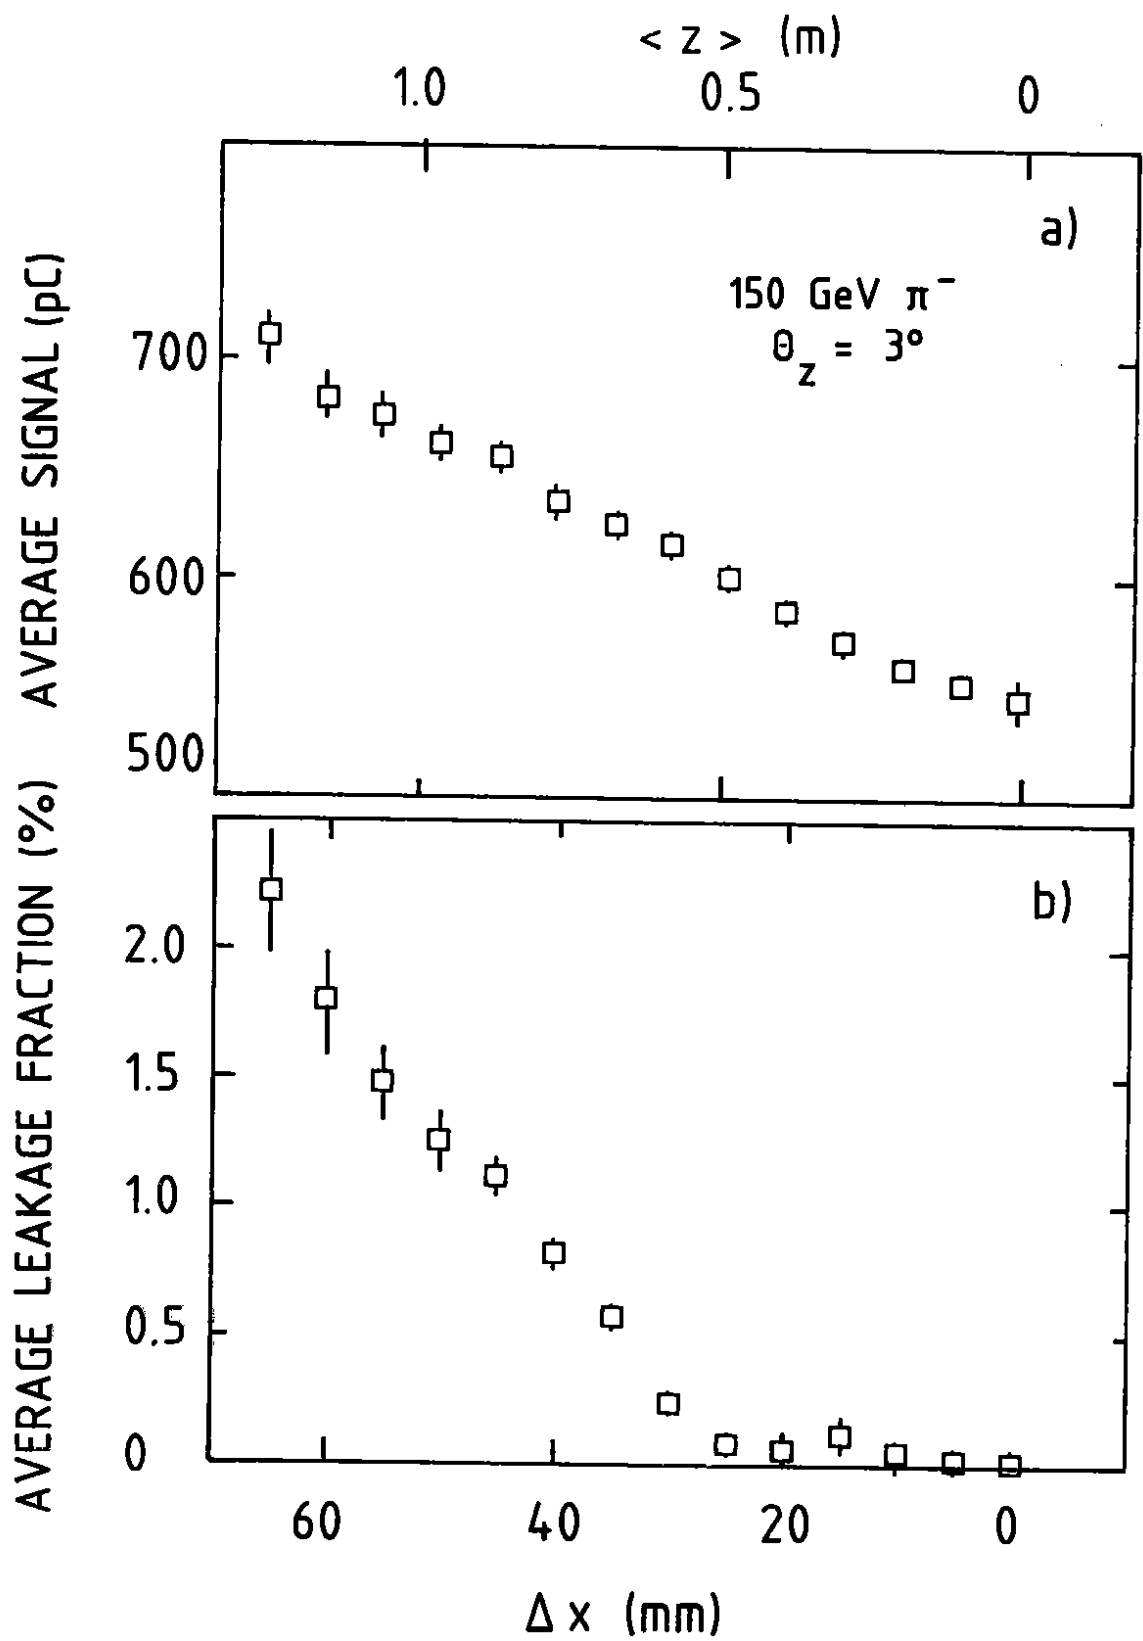 < z > (m)
1.0 0.5 0
a)
150 GeV π⁻
θ_z = 3°
AVERAGE SIGNAL (pC)
700
600
500
b)
AVERAGE LEAKAGE FRACTION (%)
2.0
1.5
1.0
0.5
0
60 40 20 0
Δ x (mm)